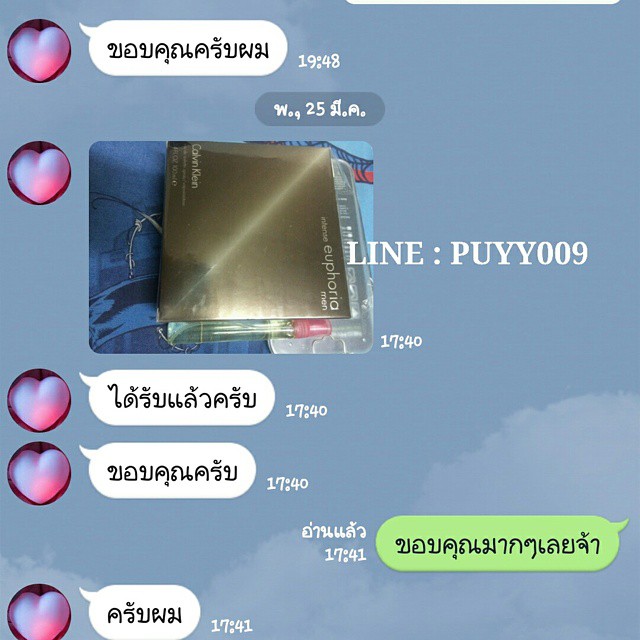 ขอบคุณครับผม
19:48
พ., 25 มี.ค.
Calvin Klein
intense euphoria
men
LINE : PUYY009
17:40
ได้รับแล้วครับ
17:40
ขอบคุณครับ
17:40
อ่านแล้ว
17:41
ขอบคุณมากๆเลยจ้า
ครับผม
17:41